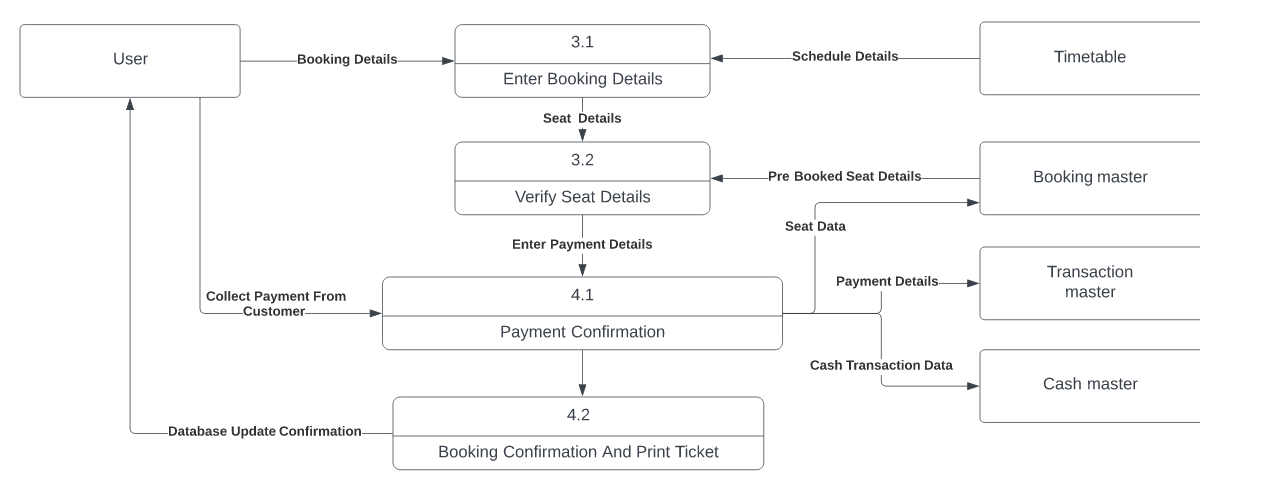 User
Booking Details
3.1
Enter Booking Details
Schedule Details
Timetable
Seat Details
3.2
Verify Seat Details
Pre Booked Seat Details
Booking master
Seat Data
Enter Payment Details
Collect Payment From
Customer
4.1
Payment Confirmation
Payment Details
Transaction
master
Cash Transaction Data
Cash master
4.2
Booking Confirmation And Print Ticket
Database Update Confirmation